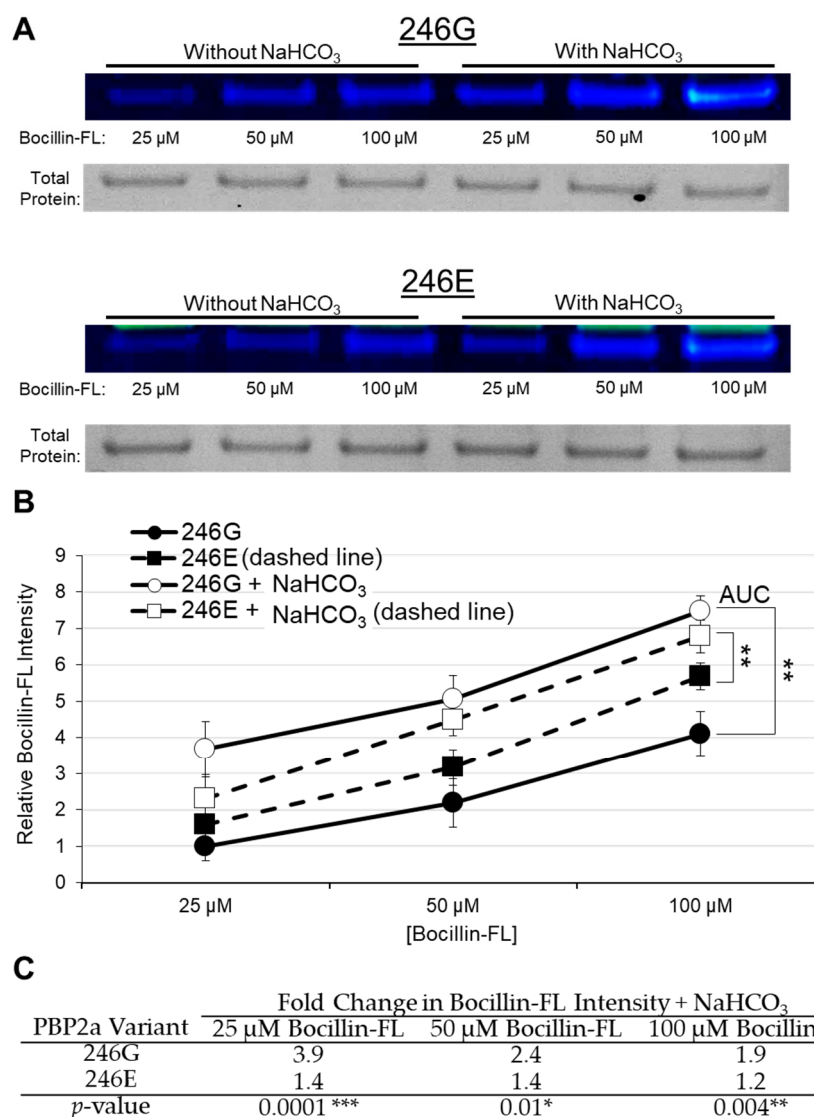 A
246G
Without NaHCO3 With NaHCO3
Bocillin-FL: 25 µM 50 µM 100 µM 25 µM 50 µM 100 µM
Total
Protein:
246E
Without NaHCO3 With NaHCO3
Bocillin-FL: 25 µM 50 µM 100 µM 25 µM 50 µM 100 µM
Total
Protein:
B
246G
246E (dashed line)
246G + NaHCO3
246E + NaHCO3 (dashed line)
AUC
**
**
9
8
7
6
5
4
3
2
1
0
Relative Bocillin-FL Intensity
25 µM 50 µM 100 µM
[Bocillin-FL]
C
Fold Change in Bocillin-FL Intensity + NaHCO3
PBP2a Variant 25 µM Bocillin-FL 50 µM Bocillin-FL 100 µM Bocillin
246G 3.9 2.4 1.9
246E 1.4 1.4 1.2
p-value 0.0001 *** 0.01* 0.004**